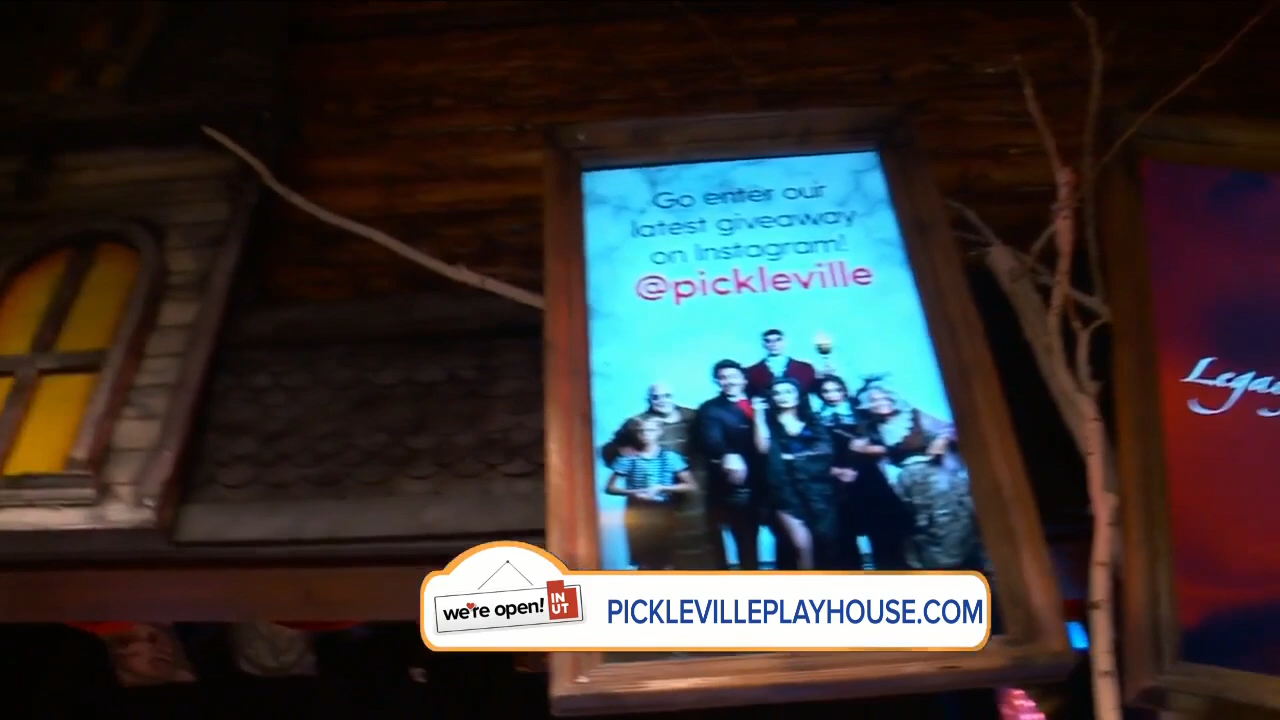 Go enter our
latest giveaway
on Instagram!
@pickleville
we're open!
IN
UT
PICKLEVILLEPLAYHOUSE.COM